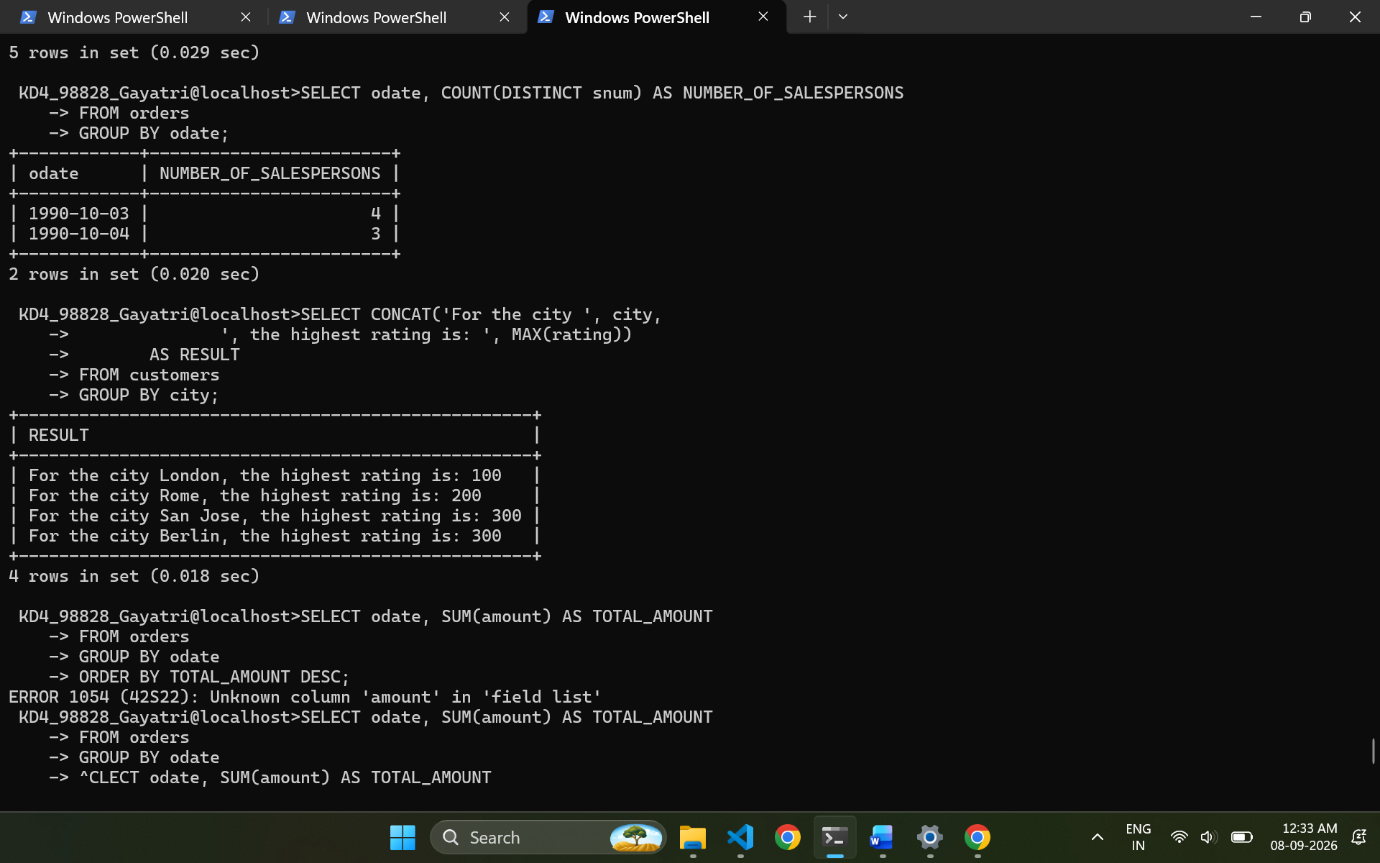 Windows PowerShell
Windows PowerShell
Windows PowerShell
5 rows in set (0.029 sec)
KD4_98828_Gayatri@localhost>SELECT odate, COUNT(DISTINCT snum) AS NUMBER_OF_SALESPERSONS
    -> FROM orders
    -> GROUP BY odate;
+------------+------------------------+
| odate      | NUMBER_OF_SALESPERSONS |
+------------+------------------------+
| 1990-10-03 |                     4 |
| 1990-10-04 |                     3 |
+------------+------------------------+
2 rows in set (0.020 sec)
KD4_98828_Gayatri@localhost>SELECT CONCAT('For the city ', city,
    ->               ', the highest rating is: ', MAX(rating))
    ->        AS RESULT
    -> FROM customers
    -> GROUP BY city;
+---------------------------------------------------+
| RESULT                                            |
+---------------------------------------------------+
| For the city London, the highest rating is: 100   |
| For the city Rome, the highest rating is: 200     |
| For the city San Jose, the highest rating is: 300 |
| For the city Berlin, the highest rating is: 300   |
+---------------------------------------------------+
4 rows in set (0.018 sec)
KD4_98828_Gayatri@localhost>SELECT odate, SUM(amount) AS TOTAL_AMOUNT
    -> FROM orders
    -> GROUP BY odate
    -> ORDER BY TOTAL_AMOUNT DESC;
ERROR 1054 (42S22): Unknown column 'amount' in 'field list'
KD4_98828_Gayatri@localhost>SELECT odate, SUM(amount) AS TOTAL_AMOUNT
    -> FROM orders
    -> GROUP BY odate
    -> ^CLECT odate, SUM(amount) AS TOTAL_AMOUNT
Search
ENG
IN
12:33 AM
08-09-2026